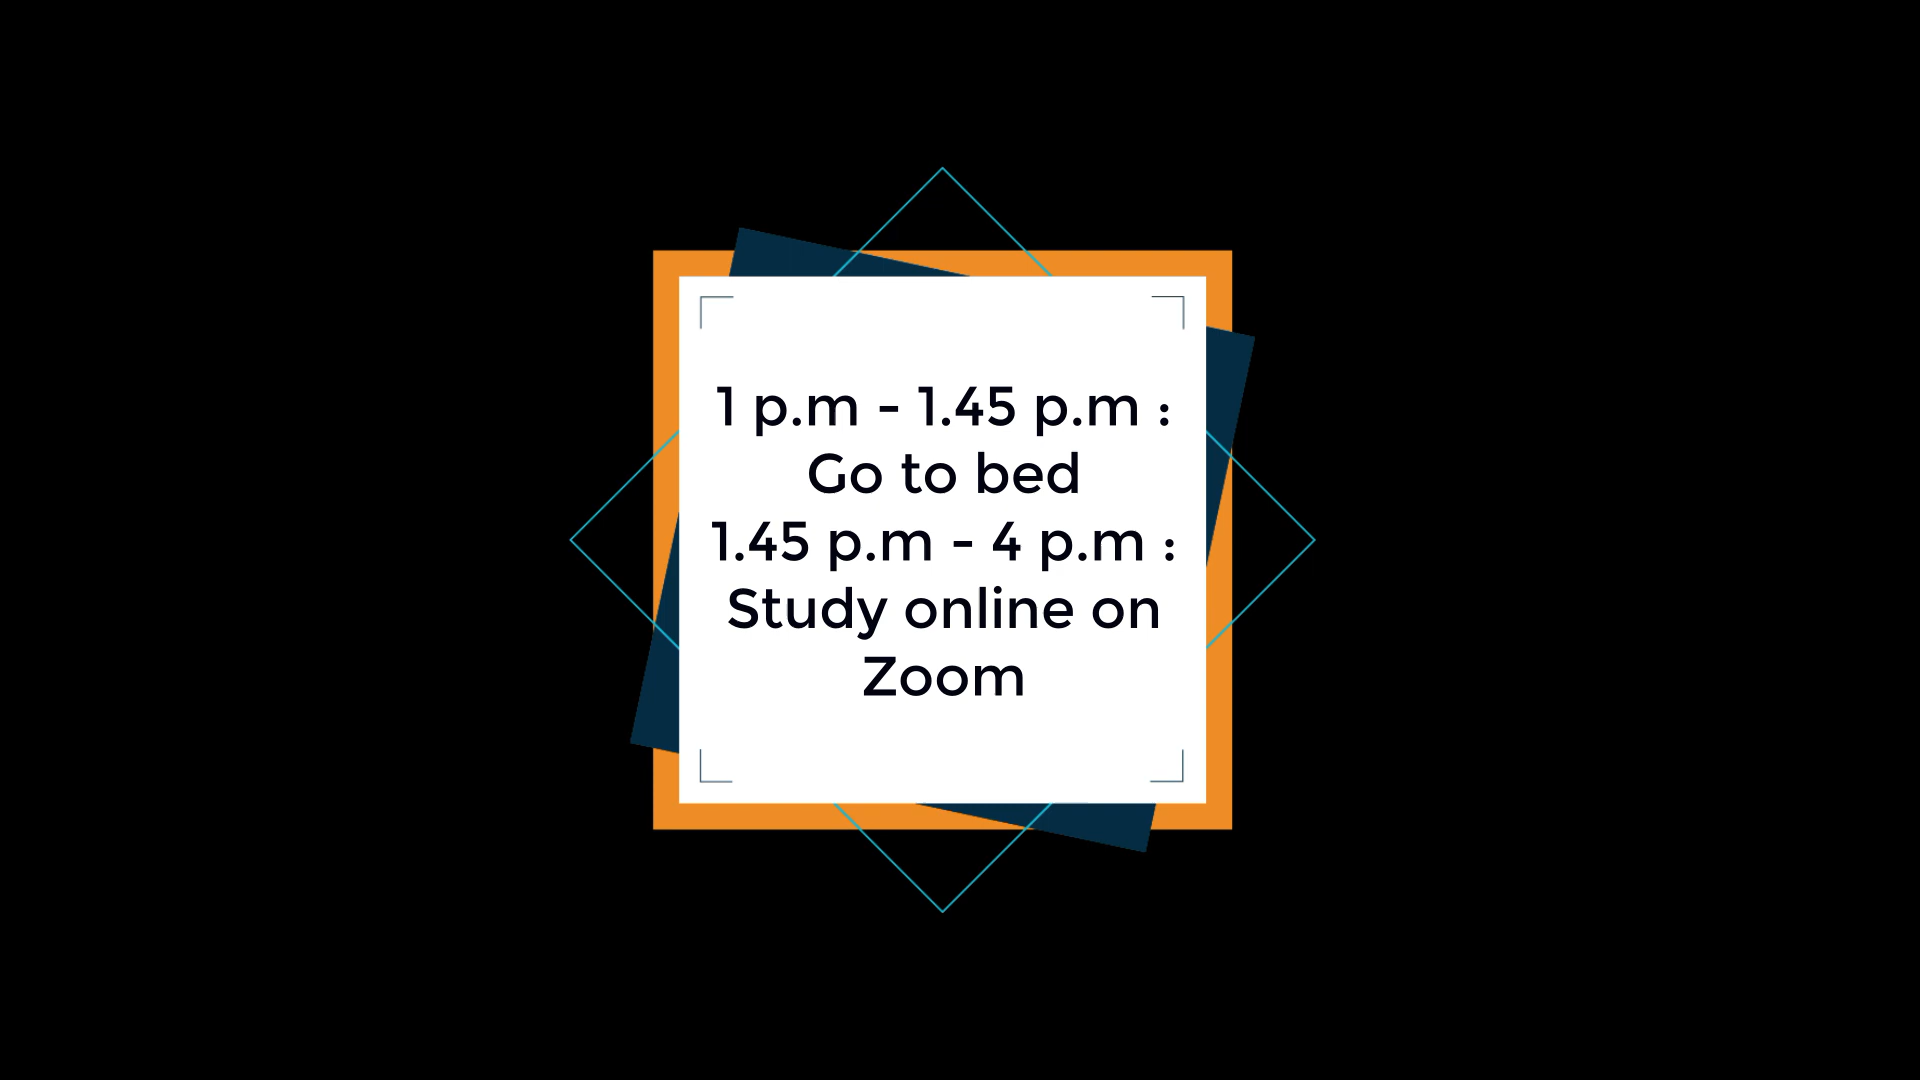 1 p.m - 1.45 p.m :
Go to bed
1.45 p.m - 4 p.m :
Study online on
Zoom